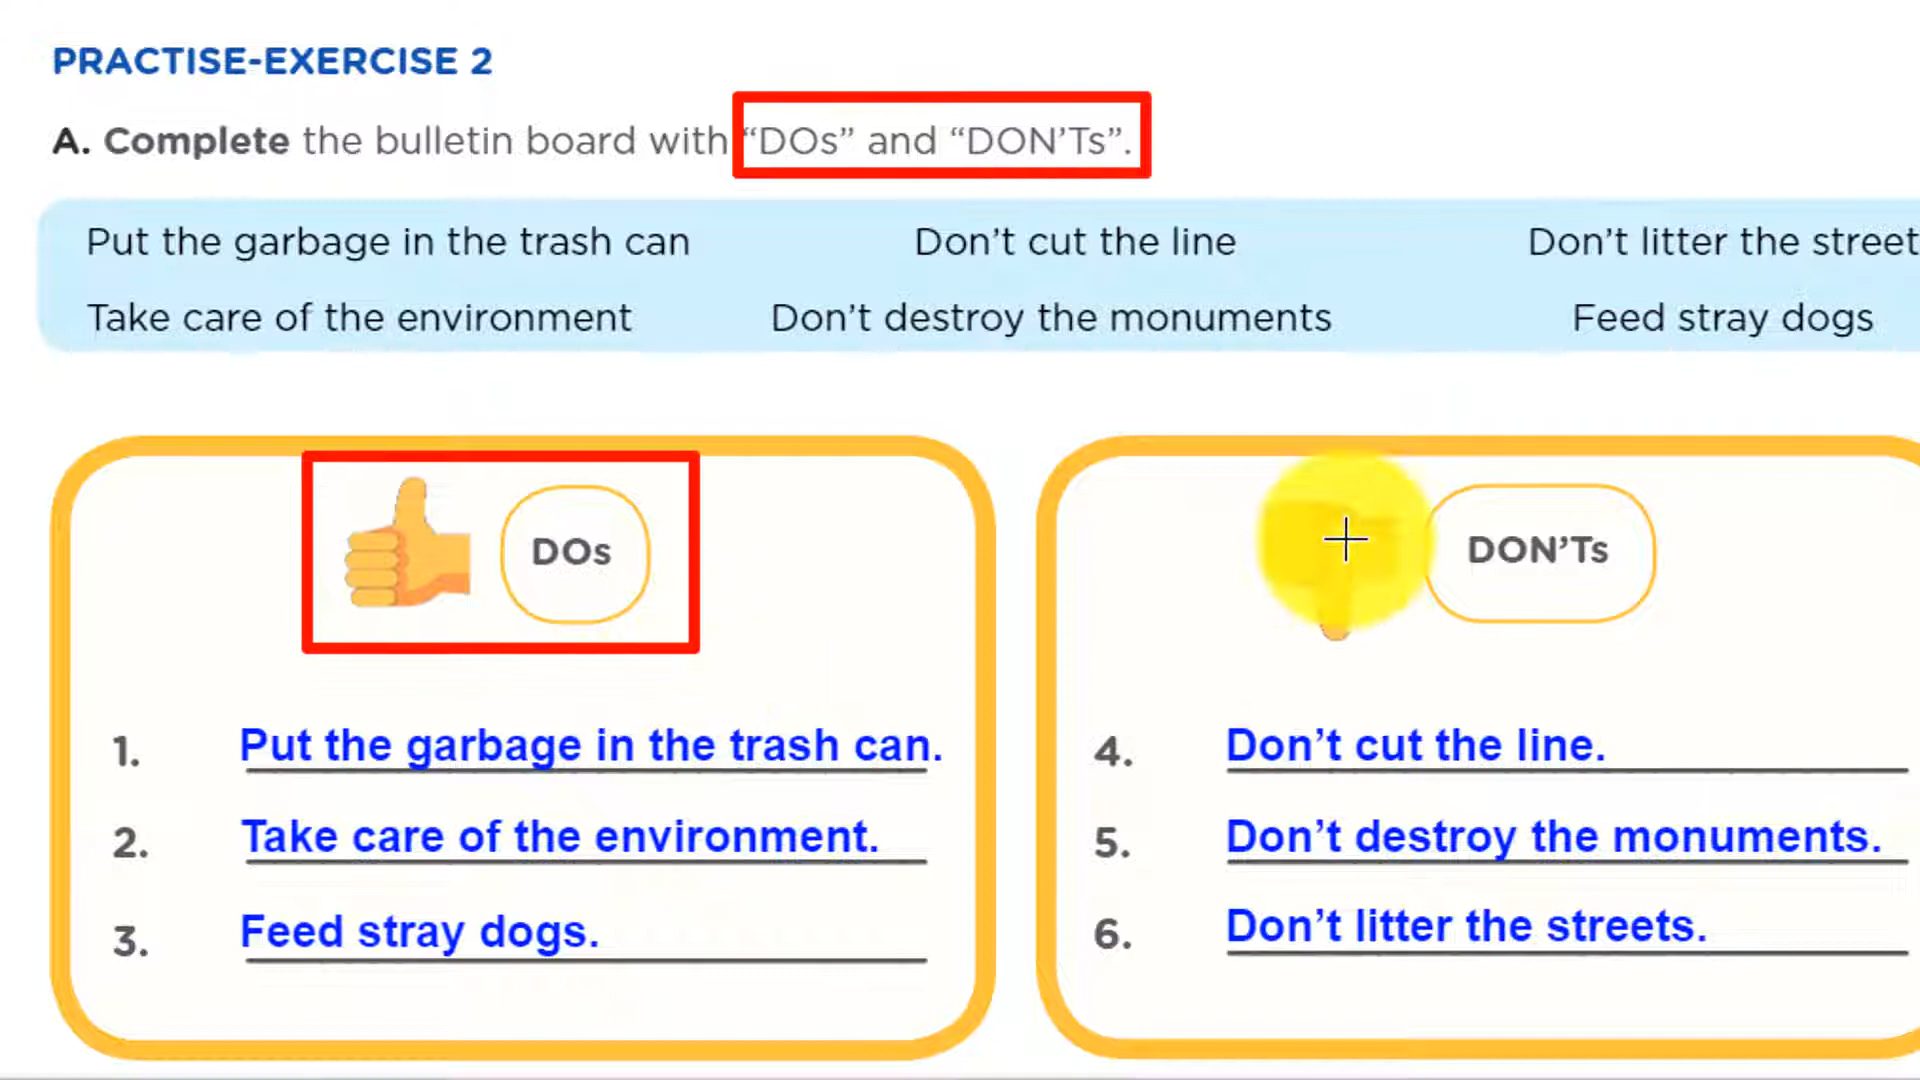 PRACTISE-EXERCISE 2
A. Complete the bulletin board with “DOs” and “DON’Ts”.
Put the garbage in the trash can Don’t cut the line Don’t litter the street
Take care of the environment Don’t destroy the monuments Feed stray dogs
DOs
1. Put the garbage in the trash can.
2. Take care of the environment.
3. Feed stray dogs.
DON’Ts
4. Don’t cut the line.
5. Don’t destroy the monuments.
6. Don’t litter the streets.